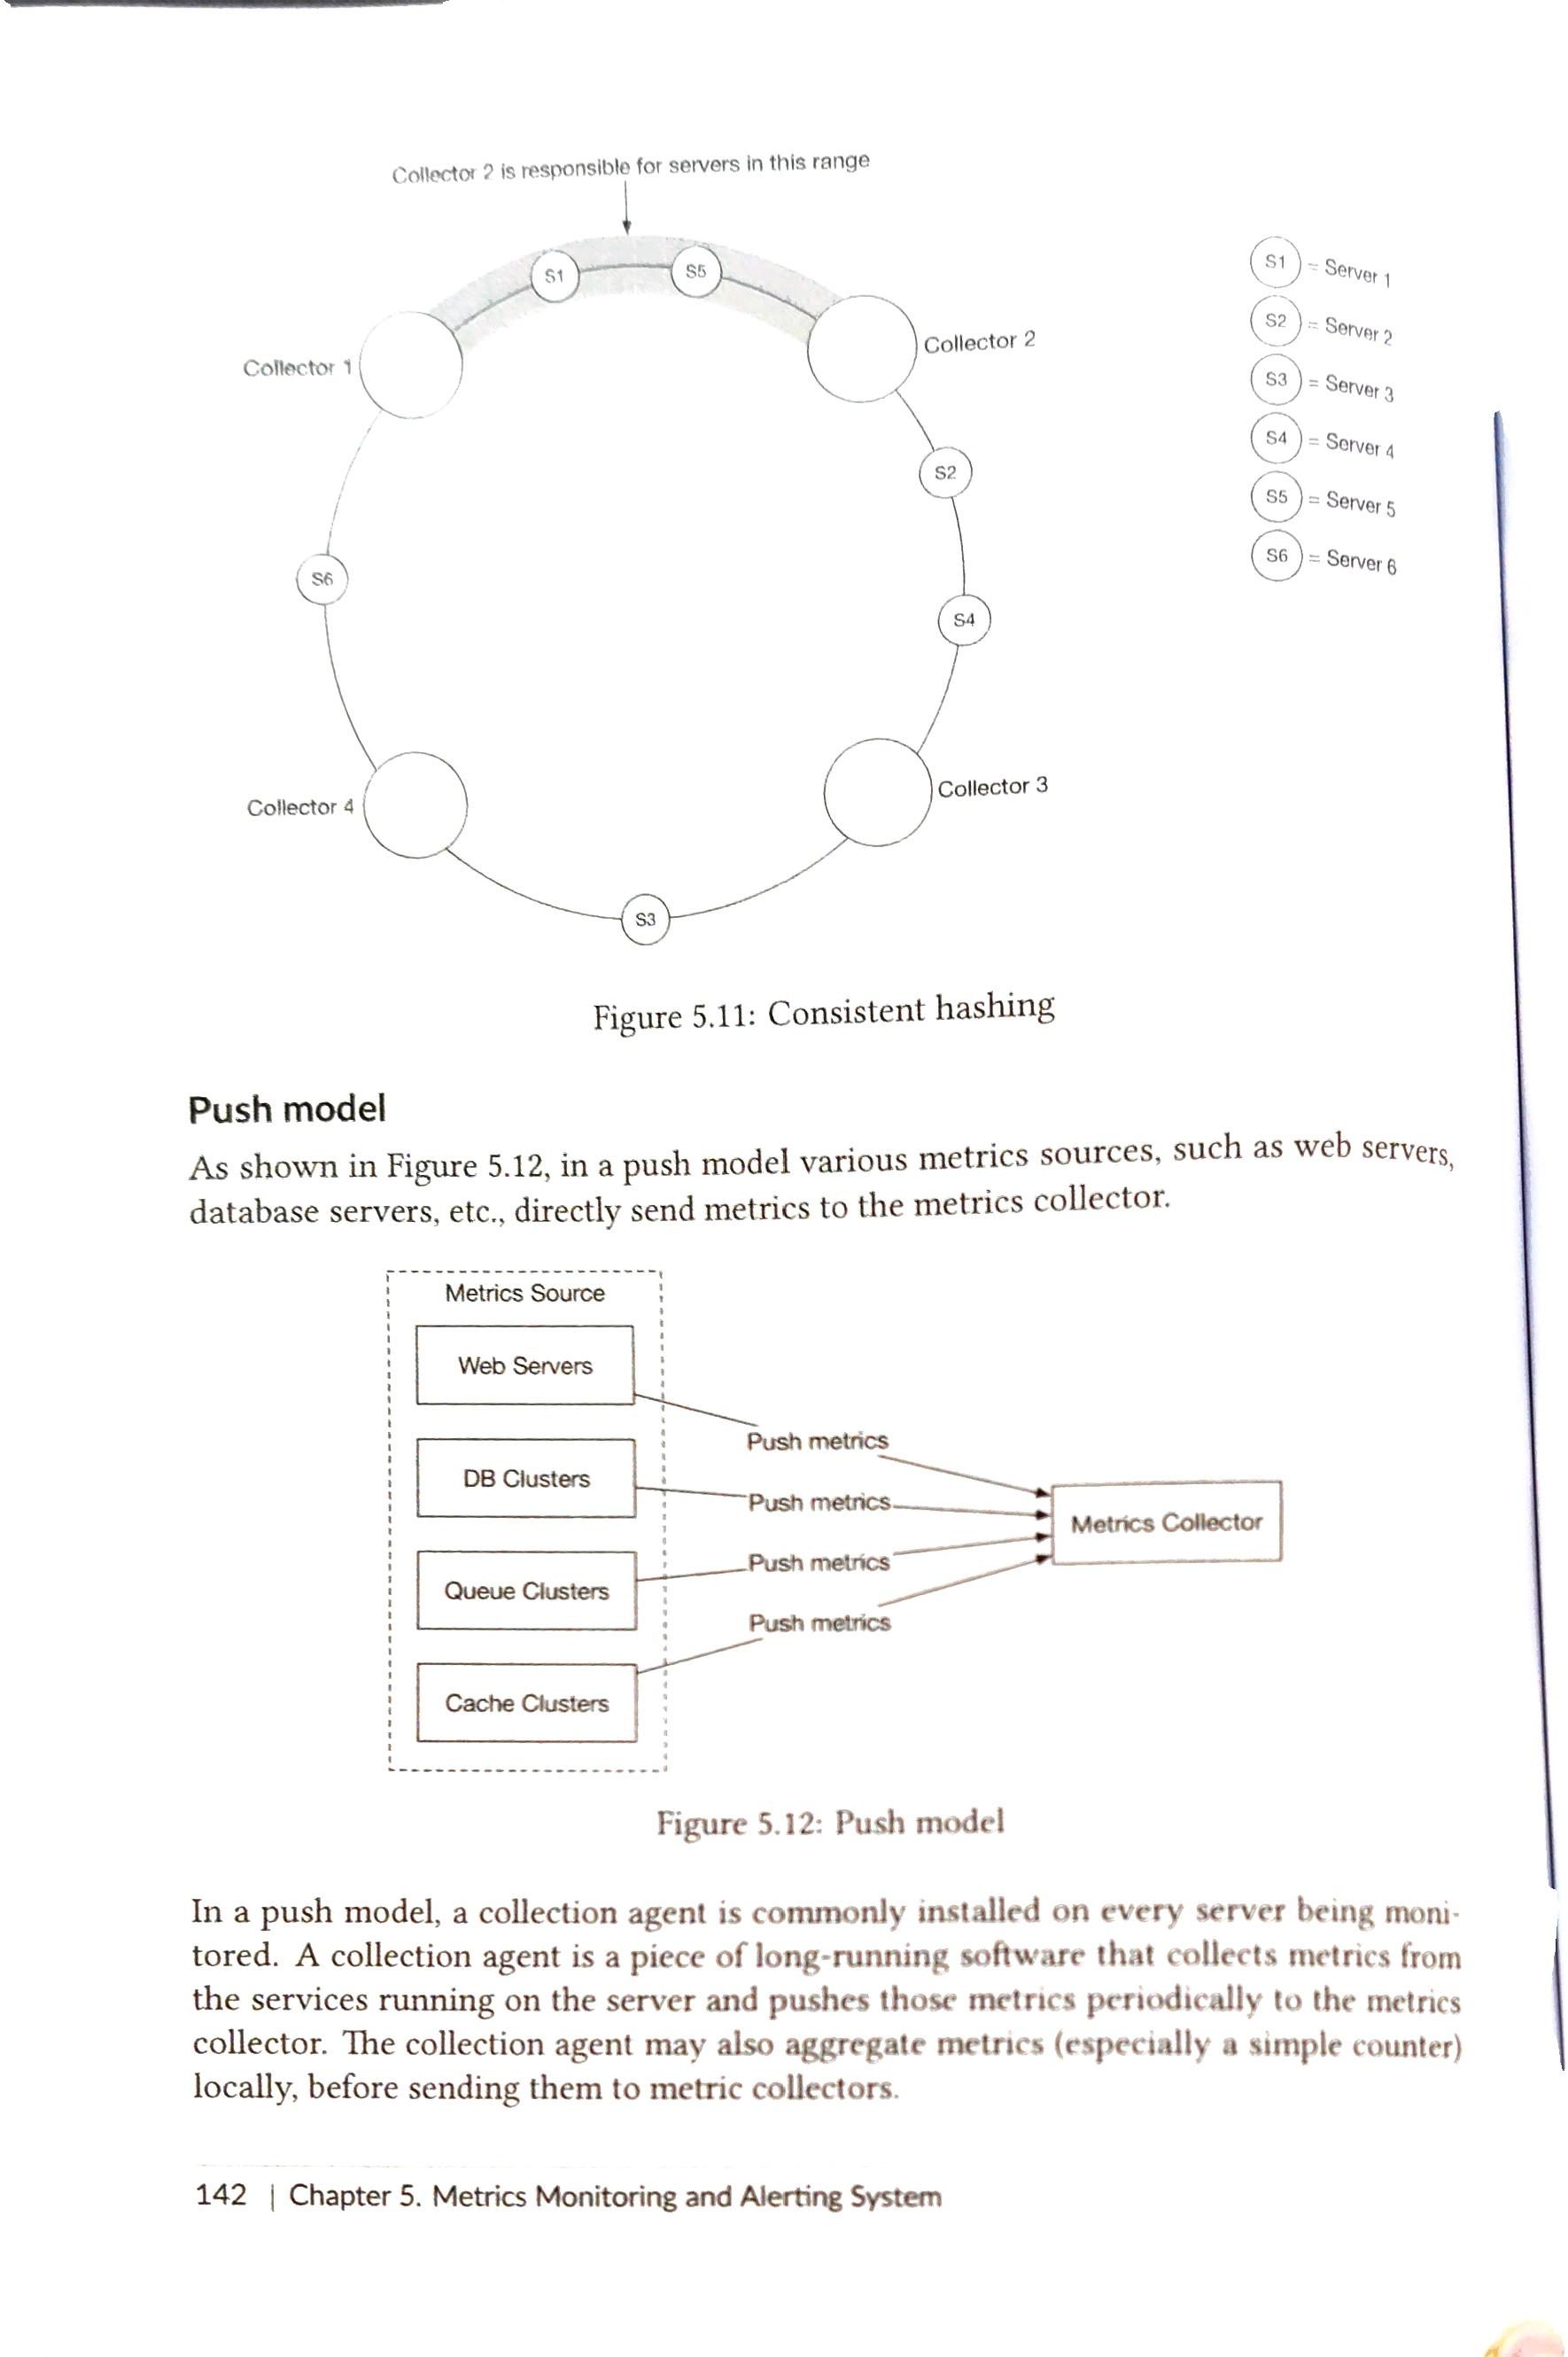 Collector 2 is responsible for servers in this range
S1
S5
S1 = Server 1
S2 = Server 2
Collector 1
Collector 2
S3 = Server 3
S4 = Server 4
S2
S5 = Server 5
S6 = Server 6
S6
S4
Collector 4
Collector 3
S3
Figure 5.11: Consistent hashing
Push model
As shown in Figure 5.12, in a push model various metrics sources, such as web servers,
database servers, etc., directly send metrics to the metrics collector.
Metrics Source
Web Servers
DB Clusters
Queue Clusters
Cache Clusters
Push metrics
Push metrics
Push metrics
Push metrics
Metrics Collector
Figure 5.12: Push model
In a push model, a collection agent is commonly installed on every server being moni-
tored. A collection agent is a piece of long-running software that collects metrics from
the services running on the server and pushes those metrics periodically to the metrics
collector. The collection agent may also aggregate metrics (especially a simple counter)
locally, before sending them to metric collectors.
142 | Chapter 5. Metrics Monitoring and Alerting System